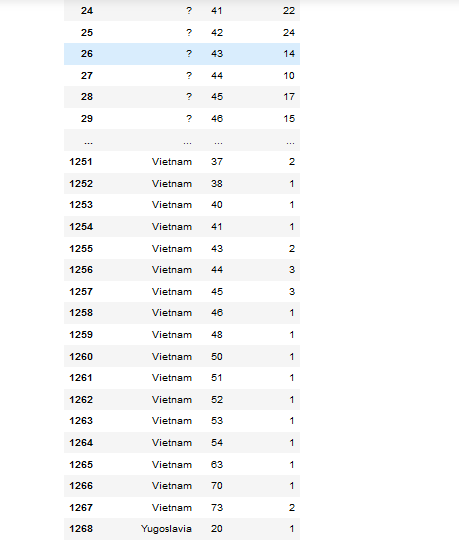 24 ? 41 22
25 ? 42 24
26 ? 43 14
27 ? 44 10
28 ? 45 17
29 ? 46 15
... ... ... ...
1251 Vietnam 37 2
1252 Vietnam 38 1
1253 Vietnam 40 1
1254 Vietnam 41 1
1255 Vietnam 43 2
1256 Vietnam 44 3
1257 Vietnam 45 3
1258 Vietnam 46 1
1259 Vietnam 48 1
1260 Vietnam 50 1
1261 Vietnam 51 1
1262 Vietnam 52 1
1263 Vietnam 53 1
1264 Vietnam 54 1
1265 Vietnam 63 1
1266 Vietnam 70 1
1267 Vietnam 73 2
1268 Yugoslavia 20 1